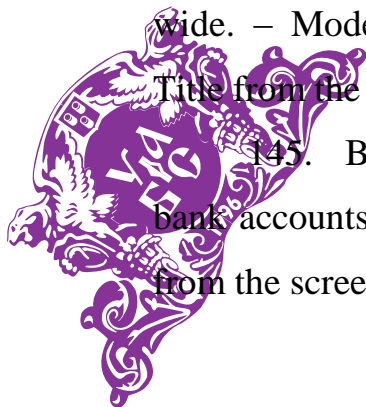 wide. – Mode
Title from the
145. B
bank accounts
from the scree